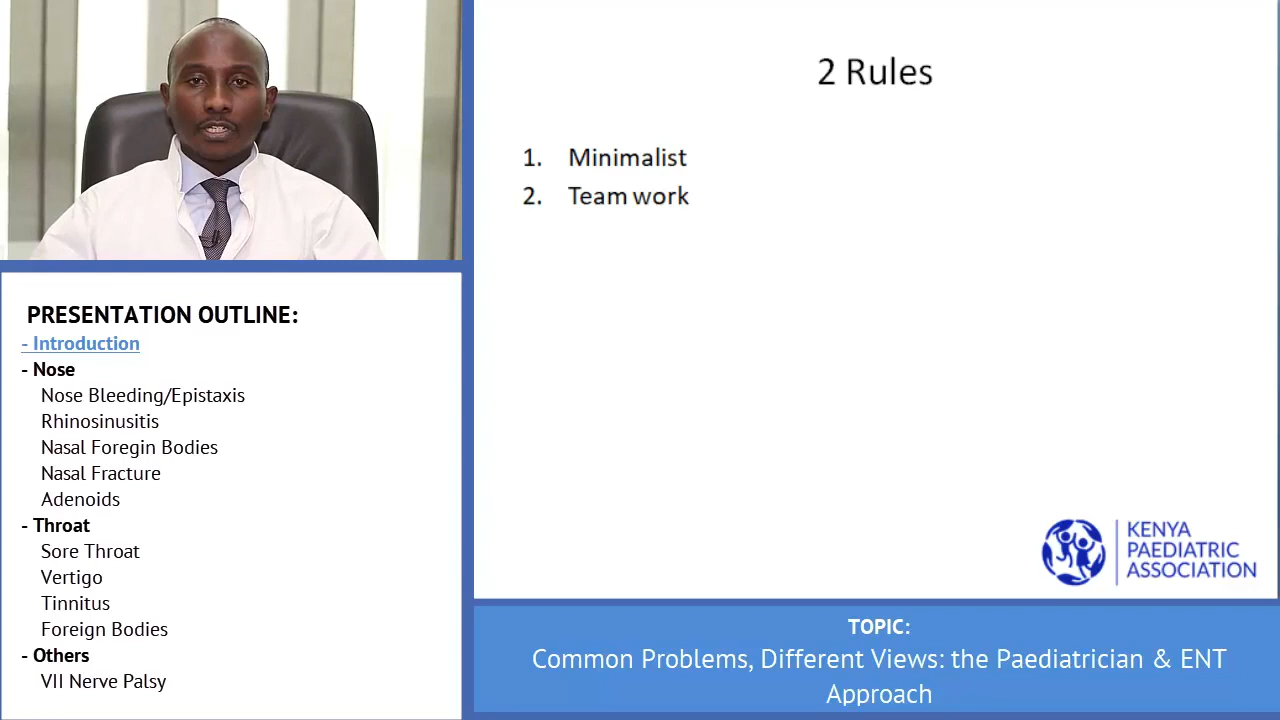 2 Rules
1. Minimalist
2. Team work
PRESENTATION OUTLINE:
- Introduction
- Nose
Nose Bleeding/Epistaxis
Rhinosinusitis
Nasal Foregin Bodies
Nasal Fracture
Adenoids
- Throat
Sore Throat
Vertigo
Tinnitus
Foreign Bodies
- Others
VII Nerve Palsy
KENYA
PAEDIATRIC
ASSOCIATION
TOPIC:
Common Problems, Different Views: the Paediatrician & ENT
Approach